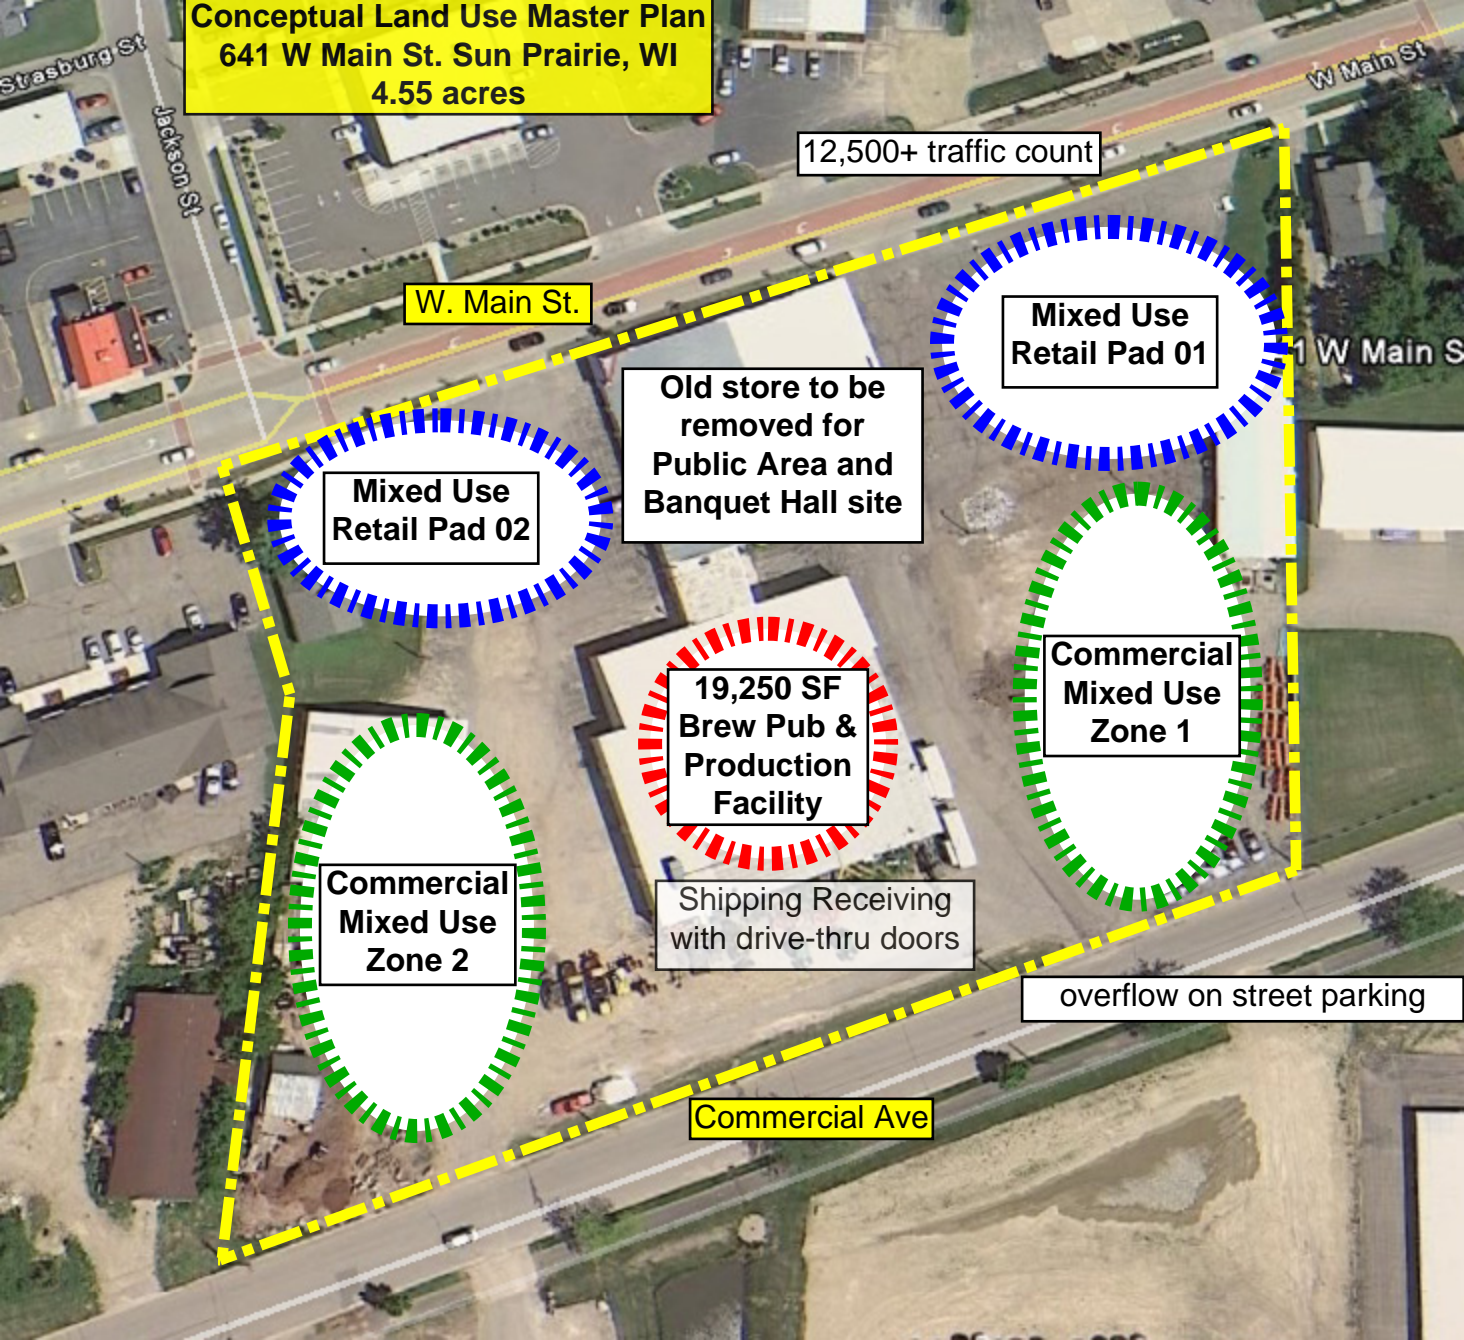 Conceptual Land Use Master Plan
641 W Main St. Sun Prairie, WI
4.55 acres
Strasburg St
Jackson St
W Main St
12,500+ traffic count
W. Main St.
Mixed Use
Retail Pad 01
1 W Main S
Old store to be
removed for
Public Area and
Banquet Hall site
Mixed Use
Retail Pad 02
Commercial
Mixed Use
Zone 1
19,250 SF
Brew Pub &
Production
Facility
Commercial
Mixed Use
Zone 2
Shipping Receiving
with drive-thru doors
overflow on street parking
Commercial Ave